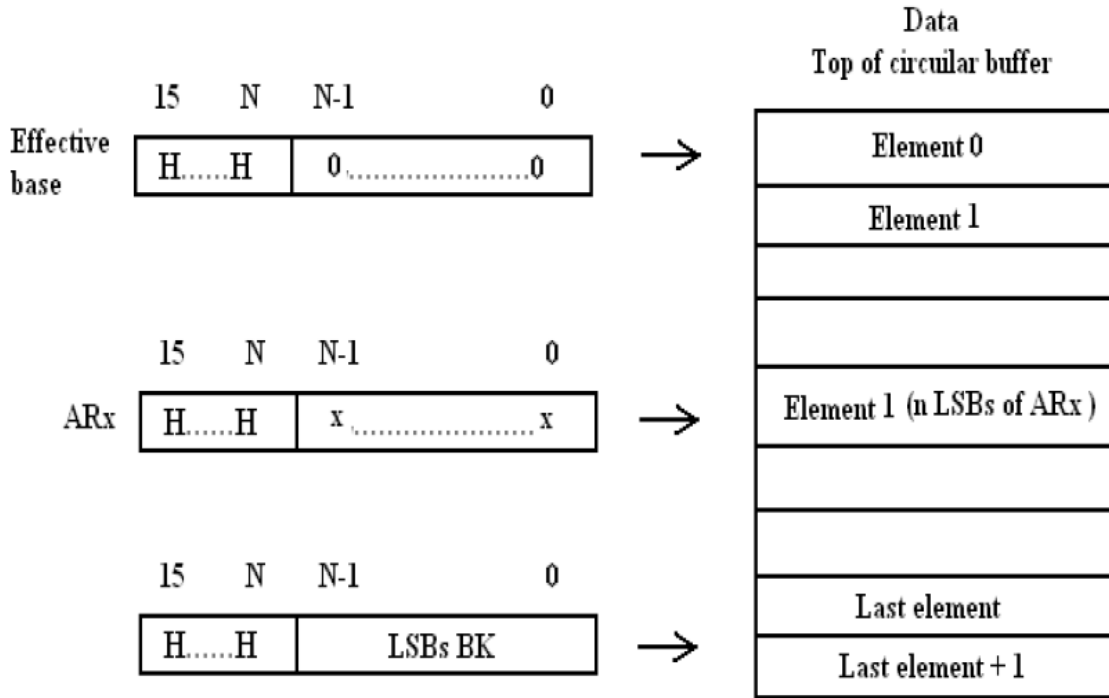 Data
Top of circuilar buffer
15 N N-1 0
Effective
base
H......H 0......................0
Element 0
Element 1
15 N N-1 0
ARx
H......H x......................x
Element 1 (n LSBs of ARx )
15 N N-1 0
H......H LSBs BK
Last element
Last element + 1